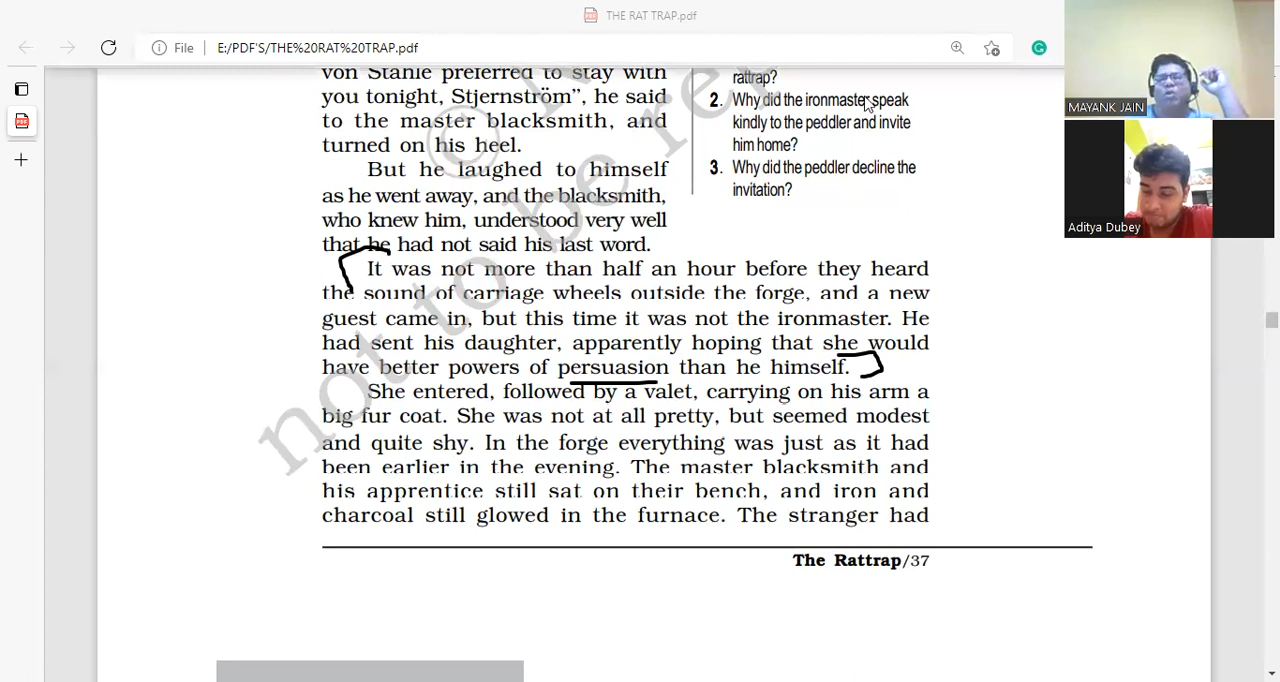 THE RAT TRAP.pdf
File
E:/PDF'S/THE%20RAT%20TRAP.pdf
MAYANK JAIN
Aditya Dubey
von Stahle preferred to stay with
you tonight, Stjernström”, he said
to the master blacksmith, and
turned on his heel.
But he laughed to himself
as he went away, and the blacksmith,
who knew him, understood very well
that he had not said his last word.
rattrap?
2. Why did the ironmaster speak
kindly to the peddler and invite
him home?
3. Why did the peddler decline the
invitation?
It was not more than half an hour before they heard
the sound of carriage wheels outside the forge, and a new
guest came in, but this time it was not the ironmaster. He
had sent his daughter, apparently hoping that she would
have better powers of persuasion than he himself.
She entered, followed by a valet, carrying on his arm a
big fur coat. She was not at all pretty, but seemed modest
and quite shy. In the forge everything was just as it had
been earlier in the evening. The master blacksmith and
his apprentice still sat on their bench, and iron and
charcoal still glowed in the furnace. The stranger had
The Rattrap/37
not to be re
©